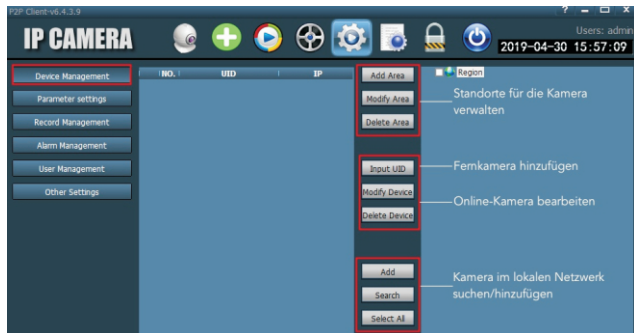 P2P Client-v6.4.3.9
IP CAMERA
Users: admin
2019-04-30 15:57:09
Device Management
Parameter settings
Record Management
Alarm Management
User Management
Other Settings
NO. UID IP
Add Area
Modify Area
Delete Area
Input UID
Modify Device
Delete Device
Add
Search
Select All
Region
Standorte für die Kamera
verwalten
Femkamera hinzufügen
Online-Kamera bearbeiten
Kamera im lokalen Netzwerk
suchen/hinzufügen